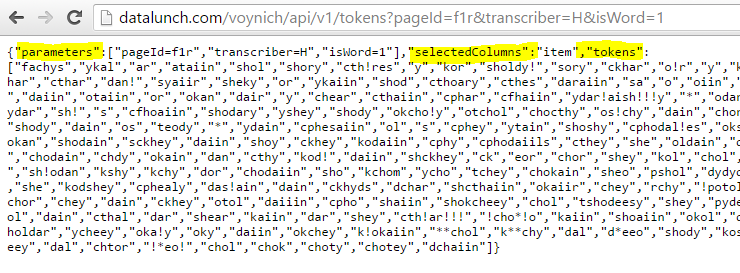 datalunch.com/voynich/api/v1/tokens?pageId=f1r&transcriber=H&isWord=1
{"parameters":["pageId=f1r","transcriber=H","isWord=1"],"selectedColumns":"item","tokens":
["fachys","ykal","ar","ataiin","shol","shory","cth!res","y","kor","sholdy!","sory","ckhar","o!r","y","k
har","cthar","dan!","syaiir","sheky","or","ykaiin","shod","cthoary","cthes","daraiin","sa","o","oiin","
","daiin","otaiin","or","okan","dair","y","chear","cthaiin","cphar","cfhaiin","ydar!aish!!!y","*","odar
ydar","sh!","s","cfhoaiin","shodary","yshey","shody","okcho!y","otchol","chocthy","os!chy","dain","chor
"shody","dain","os","teody","*","ydain","cphesaiin","ol","s","cphey","ytain","shoshy","cphodal!es","oks
okan","shodain","sckhey","daiin","shoy","ckhey","kodaiin","cphy","cphodaiils","cthey","she","oldain","d
","chodain","chdy","okain","dan","cthy","kod!","daiin","shckhey","ck","eor","chor","shey","kol","chol",
","sh!odan","kshy","kchy","dor","chodaiin","sho","kchom","ycho","tchey","chokain","sheo","pshol","dydyc
,"she","kodshey","cphealy","das!ain","dain","ckhyds","dchar","shcthaiin","okaiir","chey","rchy","!potol
chor","chey","dain","ckhey","otol","daiiin","cpho","shaiin","shokcheey","chol","tshodeesy","shey","pyde
ol","dain","cthal","dar","shear","kaiin","dar","shey","cth!ar!!!","!cho*!o","kaiin","shoaiin","okol","d
holdar","ycheey","oka!y","oky","daiin","okchey","k!okaiin","**chol","k**chy","dal","d*eeo","shody","kos
eey","dal","chtor","!*eo!","chol","chok","choty","chotey","dchaiin"]}